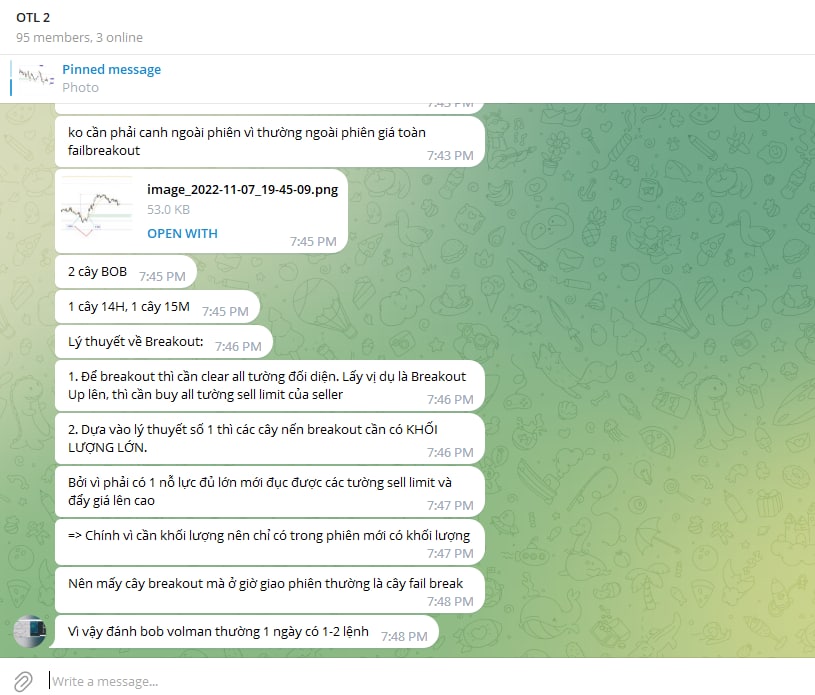 OTL 2
95 members, 3 online
Pinned message
Photo
7:43 PM
ko cần phải canh ngoài phiên vì thường ngoài phiên giá toàn
failbreakout
7:43 PM
image_2022-11-07_19-45-09.png
53.0 KB
OPEN WITH
7:45 PM
2 cây BOB 7:45 PM
1 cây 14H, 1 cây 15M 7:45 PM
Lý thuyết về Breakout: 7:46 PM
1. Để breakout thì cần clear all tường đối diện. Lấy vị dụ là Breakout
Up lên, thì cần buy all tường sell limit của seller
7:46 PM
2. Dựa vào lý thuyết số 1 thì các cây nến breakout cần có KHỐI
LƯỢNG LỚN.
7:46 PM
Bởi vì phải có 1 nỗ lực đủ lớn mới đục được các tường sell limit và
đẩy giá lên cao
7:47 PM
=> Chính vì cần khối lượng nên chỉ có trong phiên mới có khối lượng
7:47 PM
Nên mấy cây breakout mà ở giờ giao phiên thường là cây fail break
7:48 PM
Vì vậy đánh bob volman thường 1 ngày có 1-2 lệnh 7:48 PM
Write a message...